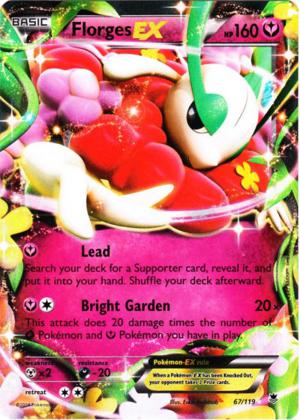 BASIC
Florges EX
HP160
Lead
Search your deck for a Supporter card, reveal it, and
put it into your hand. Shuffle your deck afterward.
Bright Garden 20×
This attack does 20 damage times the number of
Pokémon and Pokémon you have in play.
weakness ×2 resistance -20
retreat
Pokémon-EX rule
When a Pokémon-EX has been Knocked Out,
your opponent takes 2 Prize cards.
67/119